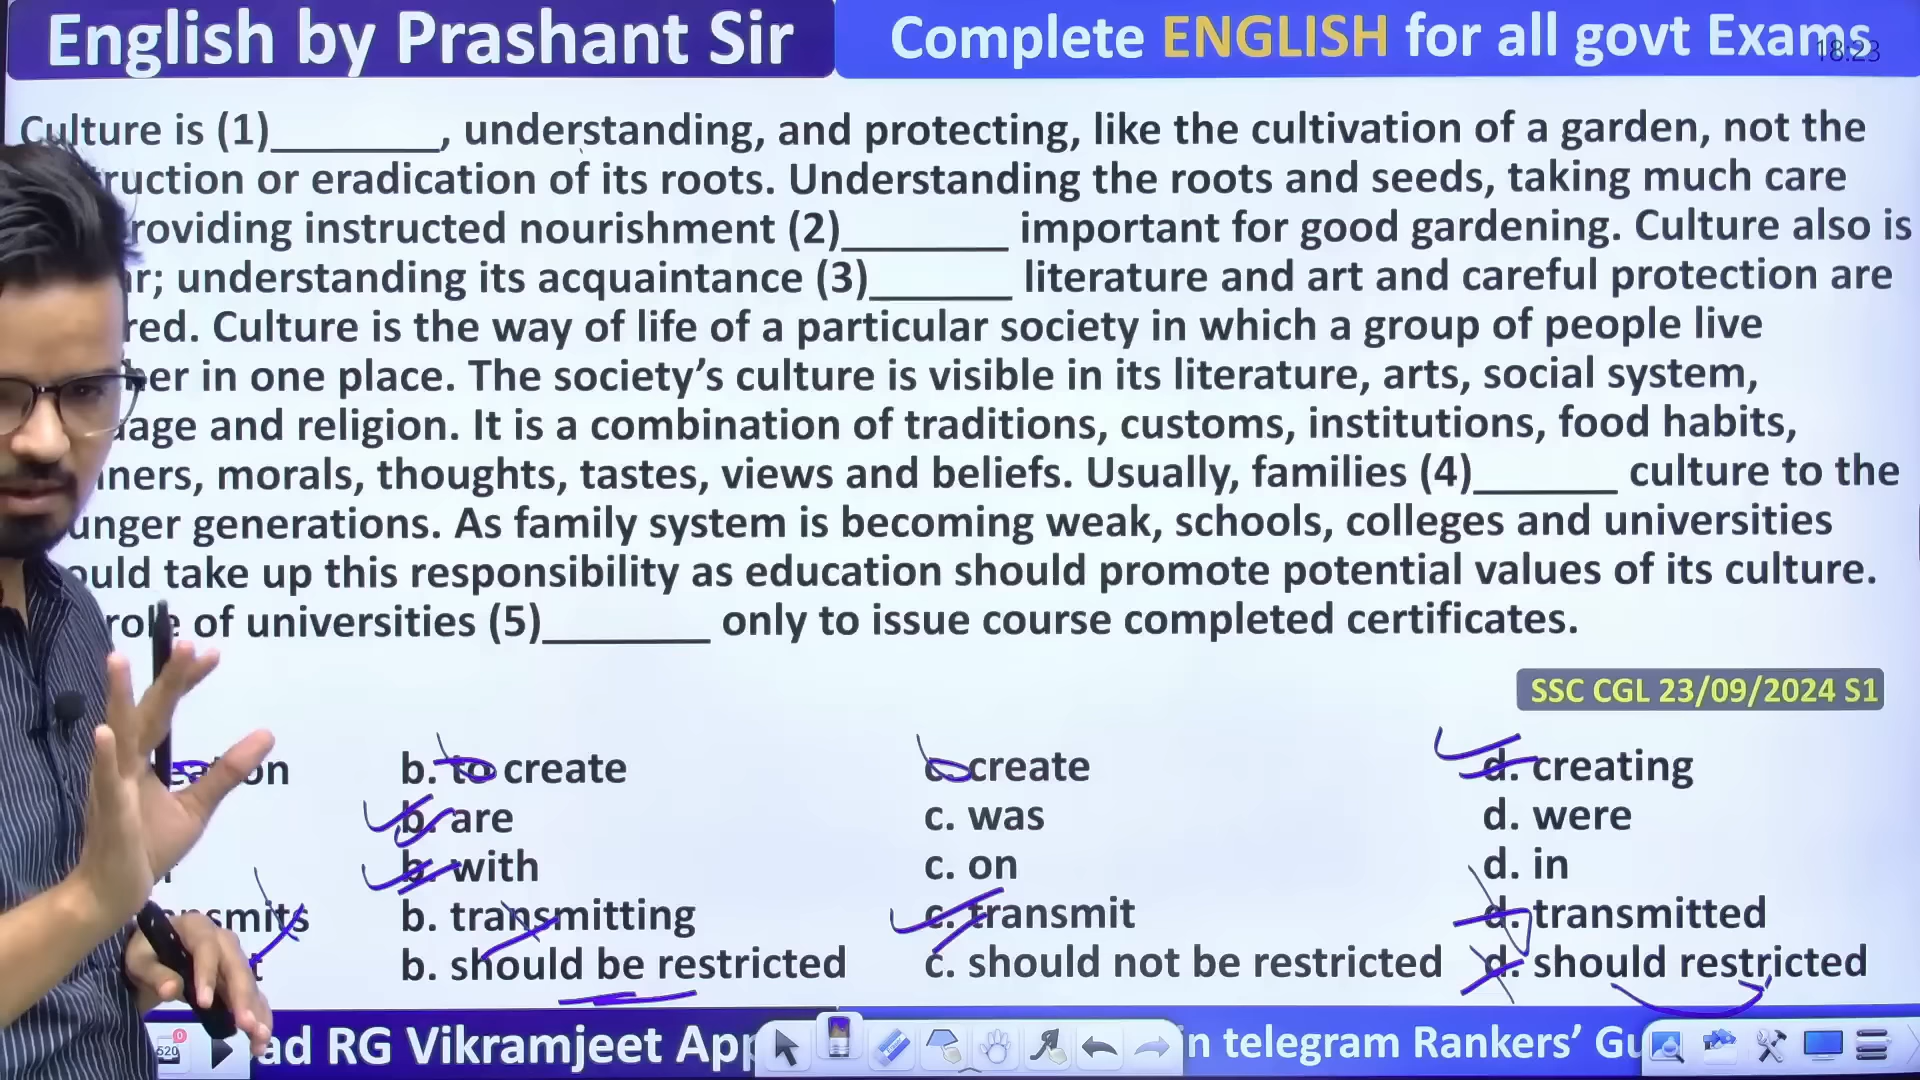 English by Prashant Sir
Complete ENGLISH for all govt Exams
18:23
Culture is (1)_______, understanding, and protecting, like the cultivation of a garden, not the
ruction or eradication of its roots. Understanding the roots and seeds, taking much care
roviding instructed nourishment (2)_______ important for good gardening. Culture also is
r; understanding its acquaintance (3)______ literature and art and careful protection are
red. Culture is the way of life of a particular society in which a group of people live
her in one place. The society’s culture is visible in its literature, arts, social system,
age and religion. It is a combination of traditions, customs, institutions, food habits,
ners, morals, thoughts, tastes, views and beliefs. Usually, families (4)______ culture to the
unger generations. As family system is becoming weak, schools, colleges and universities
ould take up this responsibility as education should promote potential values of its culture.
role of universities (5)_______ only to issue course completed certificates.
SSC CGL 23/09/2024 S1
b. to create c. create d. creating
b. are c. was d. were
b. with c. on d. in
smits b. transmitting c. transmit d. transmitted
b. should be restricted c. should not be restricted d. should restricted
520 0 ad RG Vikramjeet App
n telegram Rankers’ Gu